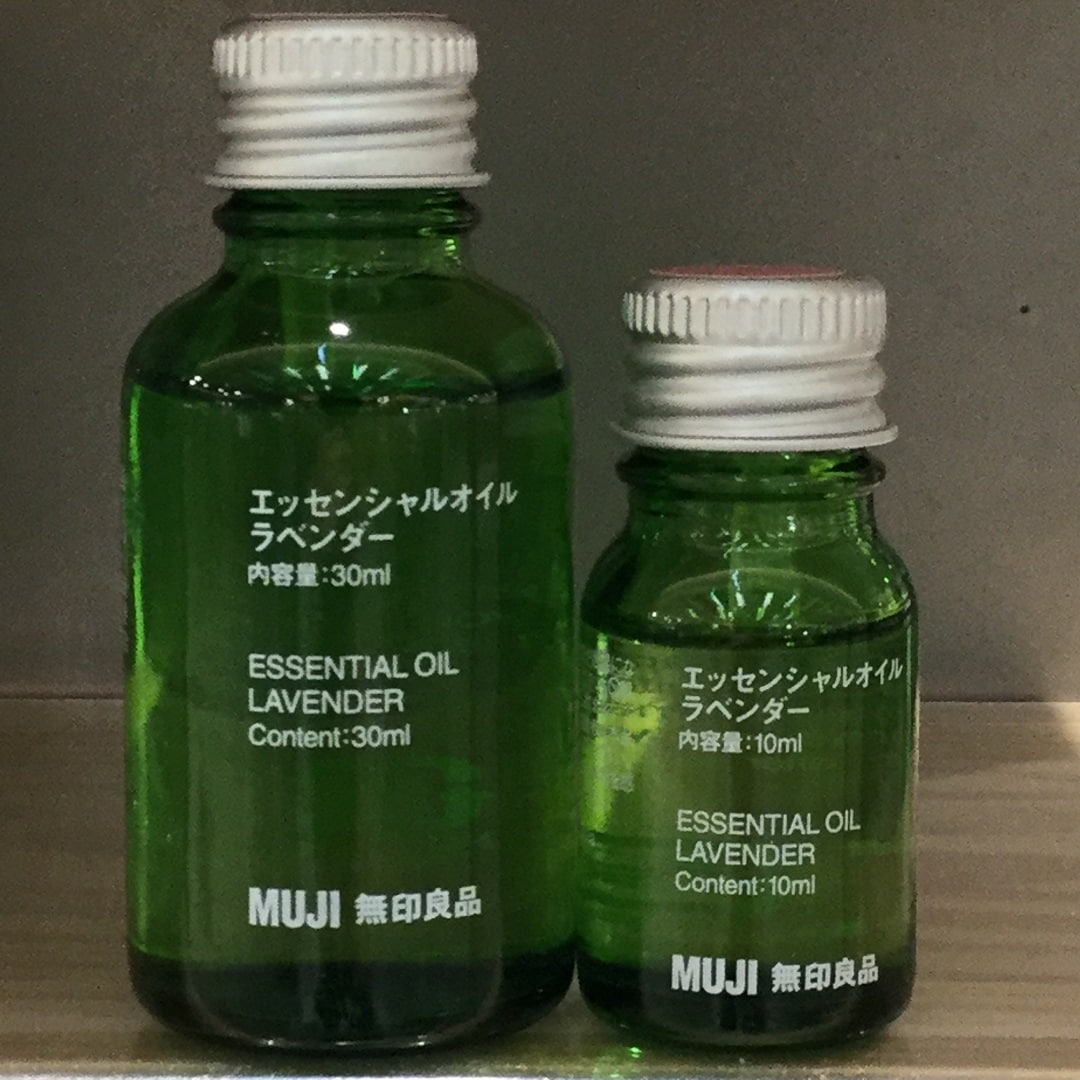 エッセンシャルオイル
ラベンダー
内容量:30ml
ESSENTIAL OIL
LAVENDER
Content:30ml
MUJI 無印良品
エッセンシャルオイル
ラベンダー
内容量:10ml
ESSENTIAL OIL
LAVENDER
Content:10ml
MUJI 無印良品